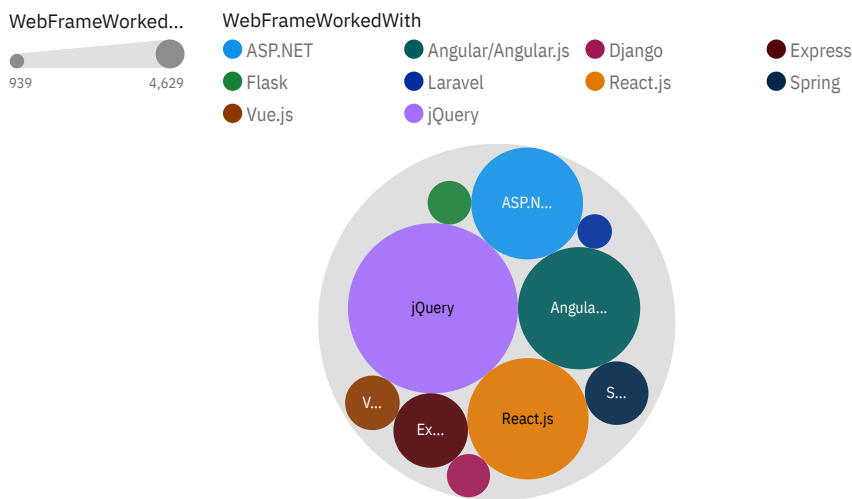 WebFrameWorked...
939
4,629
WebFrameWorkedWith
ASP.NET
Angular/Angular.js
Django
Express
Flask
Laravel
React.js
Spring
Vue.js
jQuery
ASP.N...
jQuery
Angula...
V...
Ex...
React.js
S...